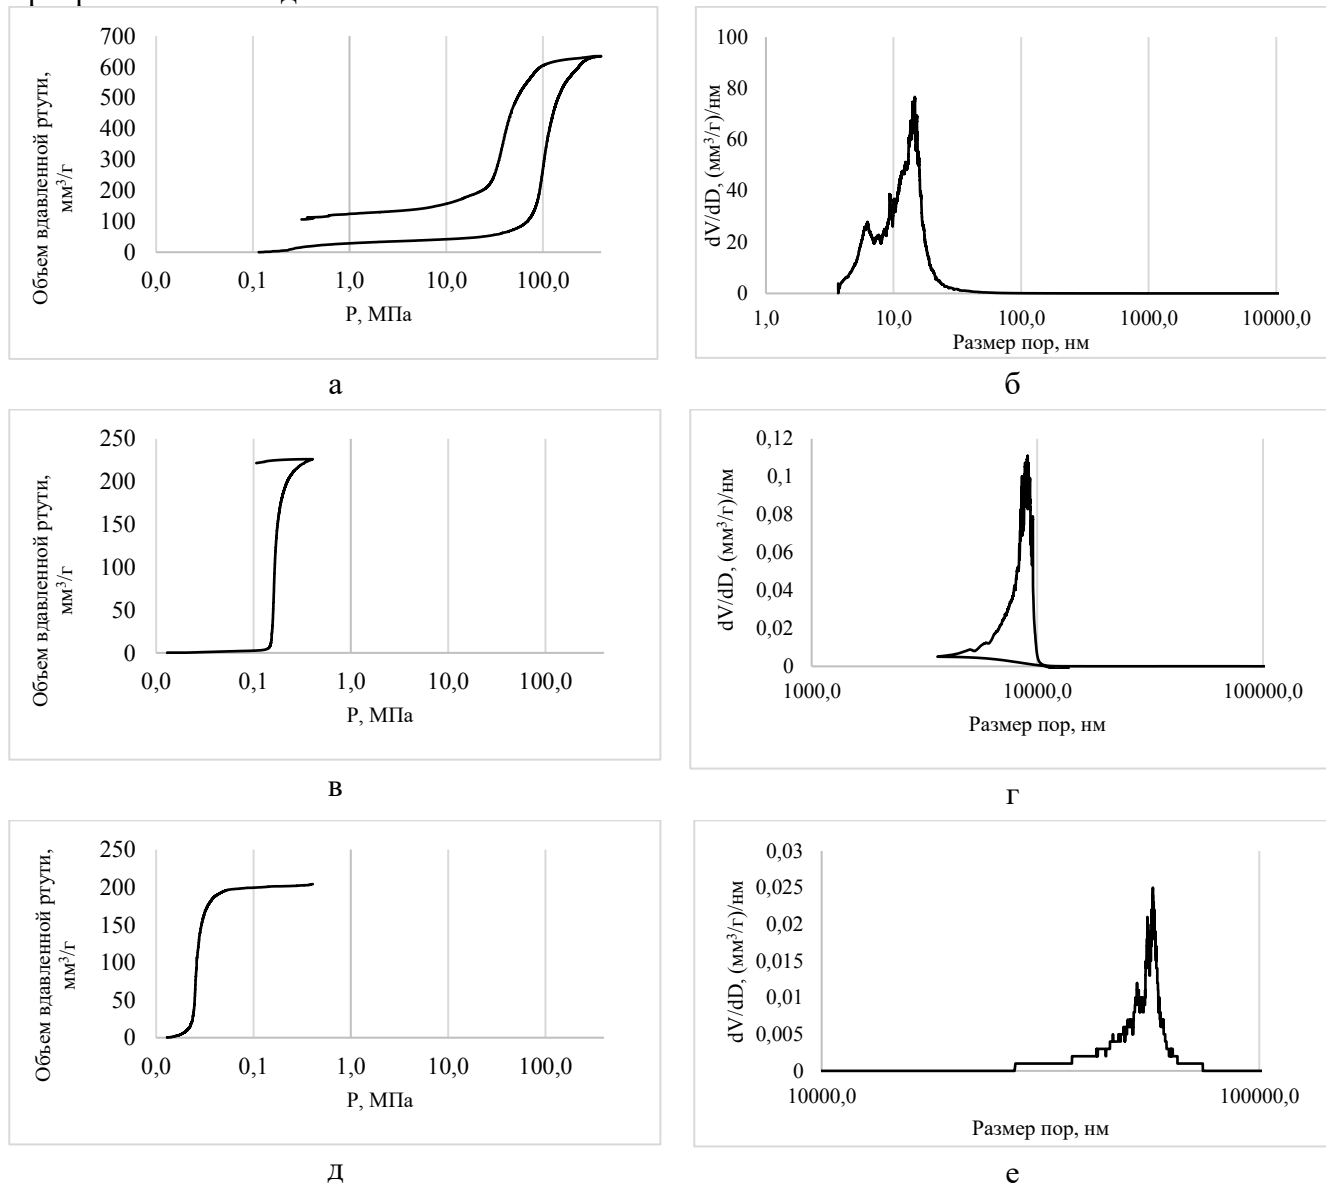 700
600
500
400
300
200
100
0
Объем вдавленной ртути,
мм³/г
0,0 0,1 1,0 10,0 100,0
Р, МПа
а
100
80
60
40
20
0
dV/dD, (мм³/г)/нм
1,0 10,0 100,0 1000,0 10000,0
Размер пор, нм
б
250
200
150
100
50
0
Объем вдавленной ртути,
мм³/г
0,0 0,1 1,0 10,0 100,0
Р, МПа
в
0,12
0,1
0,08
0,06
0,04
0,02
0
dV/dD, (мм³/г)/нм
1000,0 10000,0 100000,0
Размер пор, нм
г
250
200
150
100
50
0
Объем вдавленной ртути,
мм³/г
0,0 0,1 1,0 10,0 100,0
Р, МПа
д
0,03
0,025
0,02
0,015
0,01
0,005
0
dV/dD, (мм³/г)/нм
10000,0 100000,0
Размер пор, нм
е